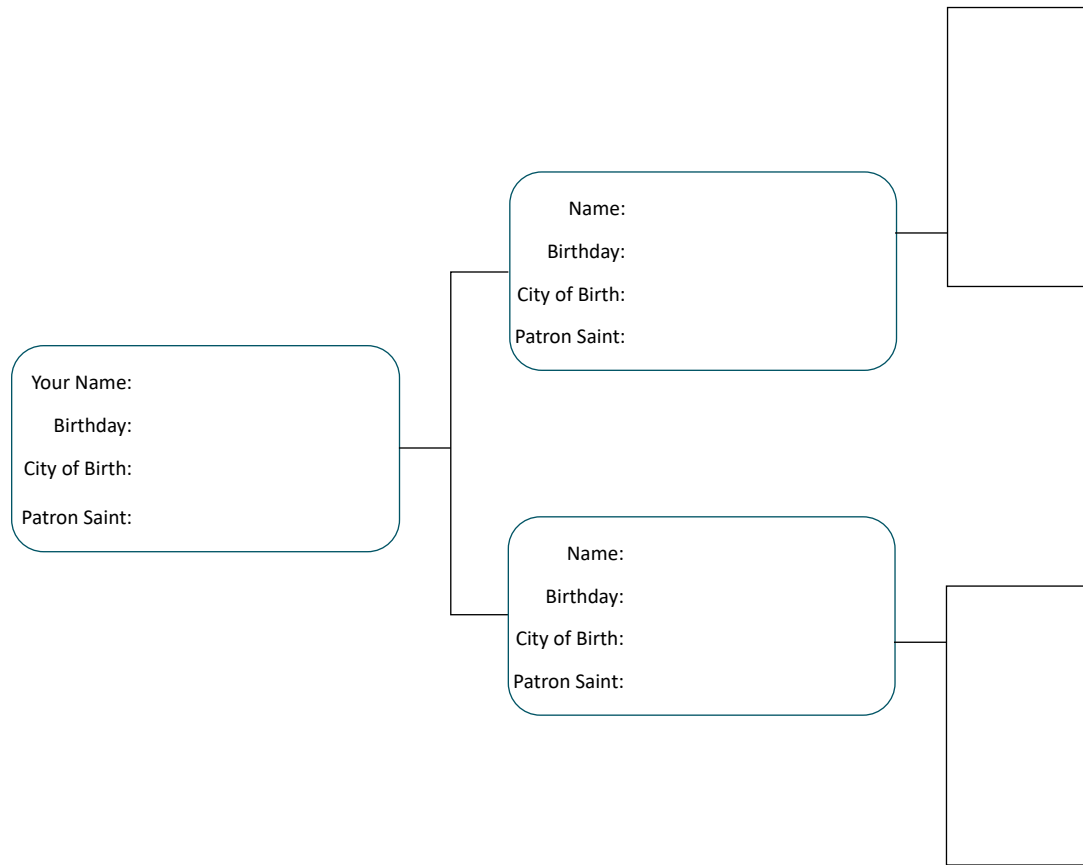 Name:
Birthday:
City of Birth:
Patron Saint:
Your Name:
Birthday:
City of Birth:
Patron Saint:
Name:
Birthday:
City of Birth:
Patron Saint: